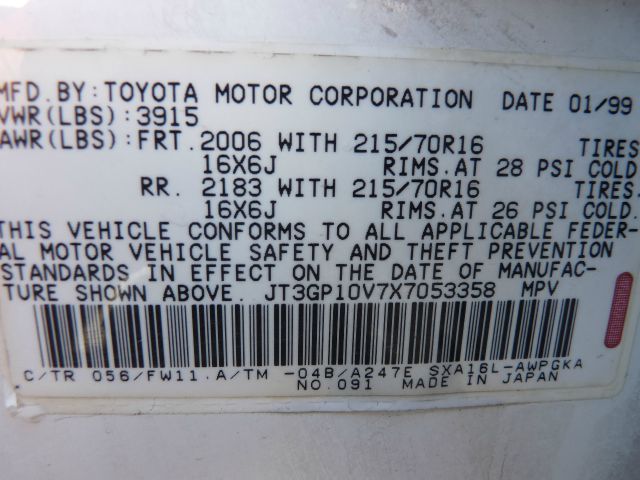 MFD. BY: TOYOTA MOTOR CORPORATION DATE 01/99
VWR(LBS): 3915
AWR(LBS): FRT. 2006 WITH 215/70R16 TIRES
16X6J RIMS. AT 28 PSI COLD
RR. 2183 WITH 215/70R16 TIRES.
16X6J RIMS. AT 26 PSI COLD.
THIS VEHICLE CONFORMS TO ALL APPLICABLE FEDER-
AL MOTOR VEHICLE SAFETY AND THEFT PREVENTION
STANDARDS IN EFFECT ON THE DATE OF MANUFAC-
TURE SHOWN ABOVE. JT3GP10V7X7053358 MPV
C/TR 056/FW11. A/TM -04B/A247E SXA16L-AWPGKA
NO. 091 MADE IN JAPAN